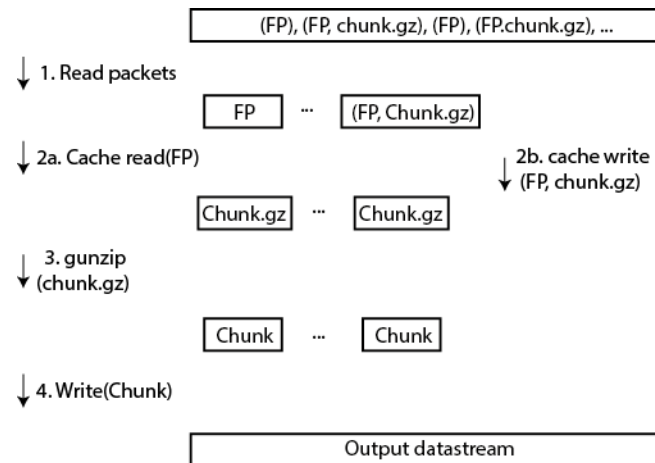 (FP), (FP, chunk.gz), (FP), (FP.chunk.gz), ...
1. Read packets
FP ... (FP, Chunk.gz)
2a. Cache read(FP)
2b. cache write
(FP, chunk.gz)
Chunk.gz ... Chunk.gz
3. gunzip
(chunk.gz)
Chunk ... Chunk
4. Write(Chunk)
Output datastream